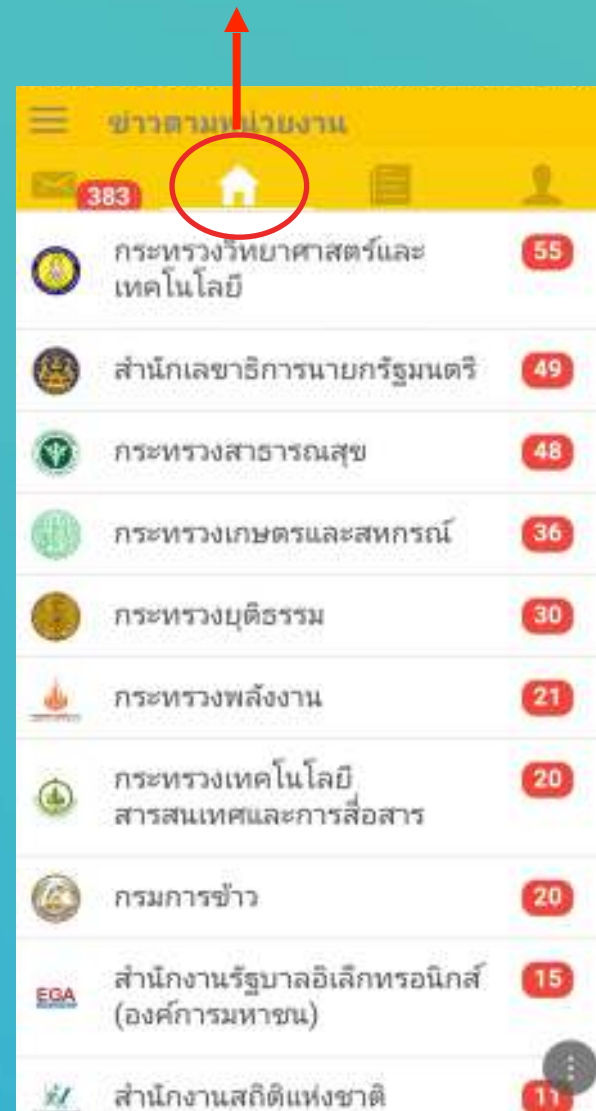 ข่าวตามหน่วยงาน
383
กระทรวงวิทยาศาสตร์และ
เทคโนโลยี
55
สำนักเลขาธิการนายกรัฐมนตรี
49
กระทรวงสาธารณสุข
48
กระทรวงเกษตรและสหกรณ์
36
กระทรวงยุติธรรม
30
กระทรวงพลังงาน
21
กระทรวงเทคโนโลยี
สารสนเทศและการสื่อสาร
20
กรมการข้าว
20
EGA
สำนักงานรัฐบาลอิเล็กทรอนิกส์
(องค์การมหาชน)
15
สำนักงานสถิติแห่งชาติ
11